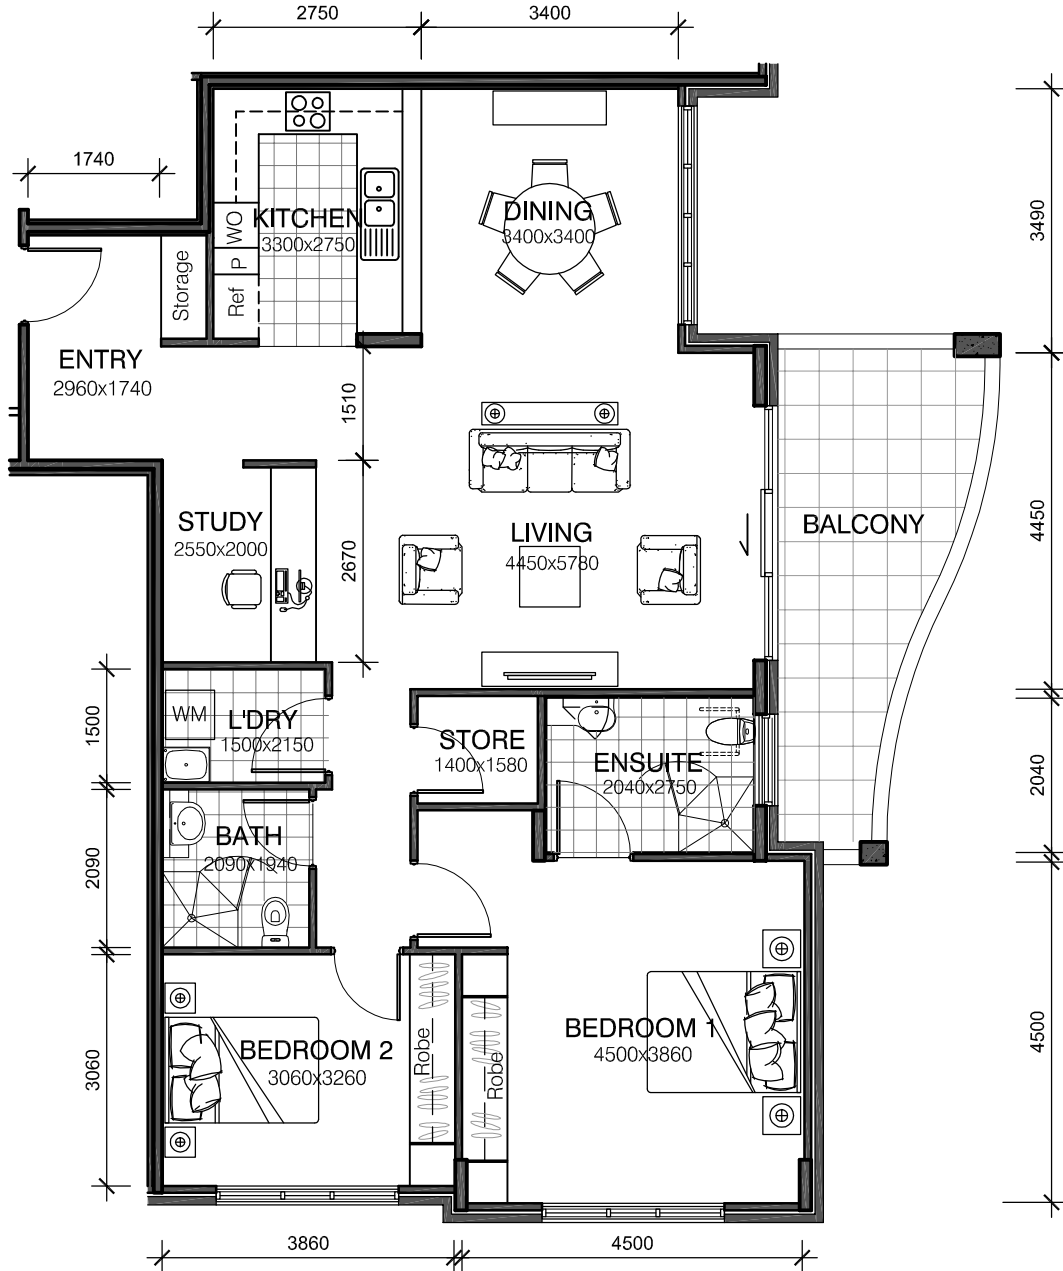 2750
3400
1740
KITCHEN
3300x2750
WO
P
Ref
Storage
DINING
3400x3400
3490
ENTRY
2960x1740
1510
STUDY
2550x2000
2670
LIVING
4450x5780
BALCONY
4450
1500
WM
L'DRY
1500x2150
STORE
1400x1580
ENSUITE
2040x2750
2040
2090
BATH
2090x1940
3060
BEDROOM 2
3060x3260
Robe
Robe
BEDROOM 1
4500x3860
4500
3860
4500